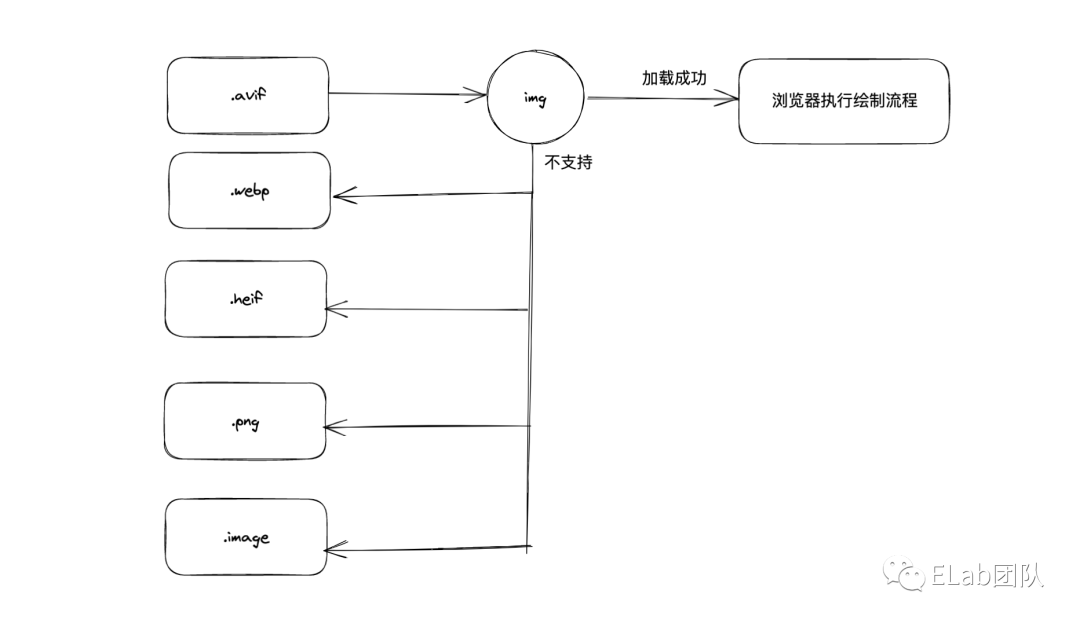 .avif
img
加载成功
浏览器执行绘制流程
不支持
.webp
.heif
.png
.image
ELab团队